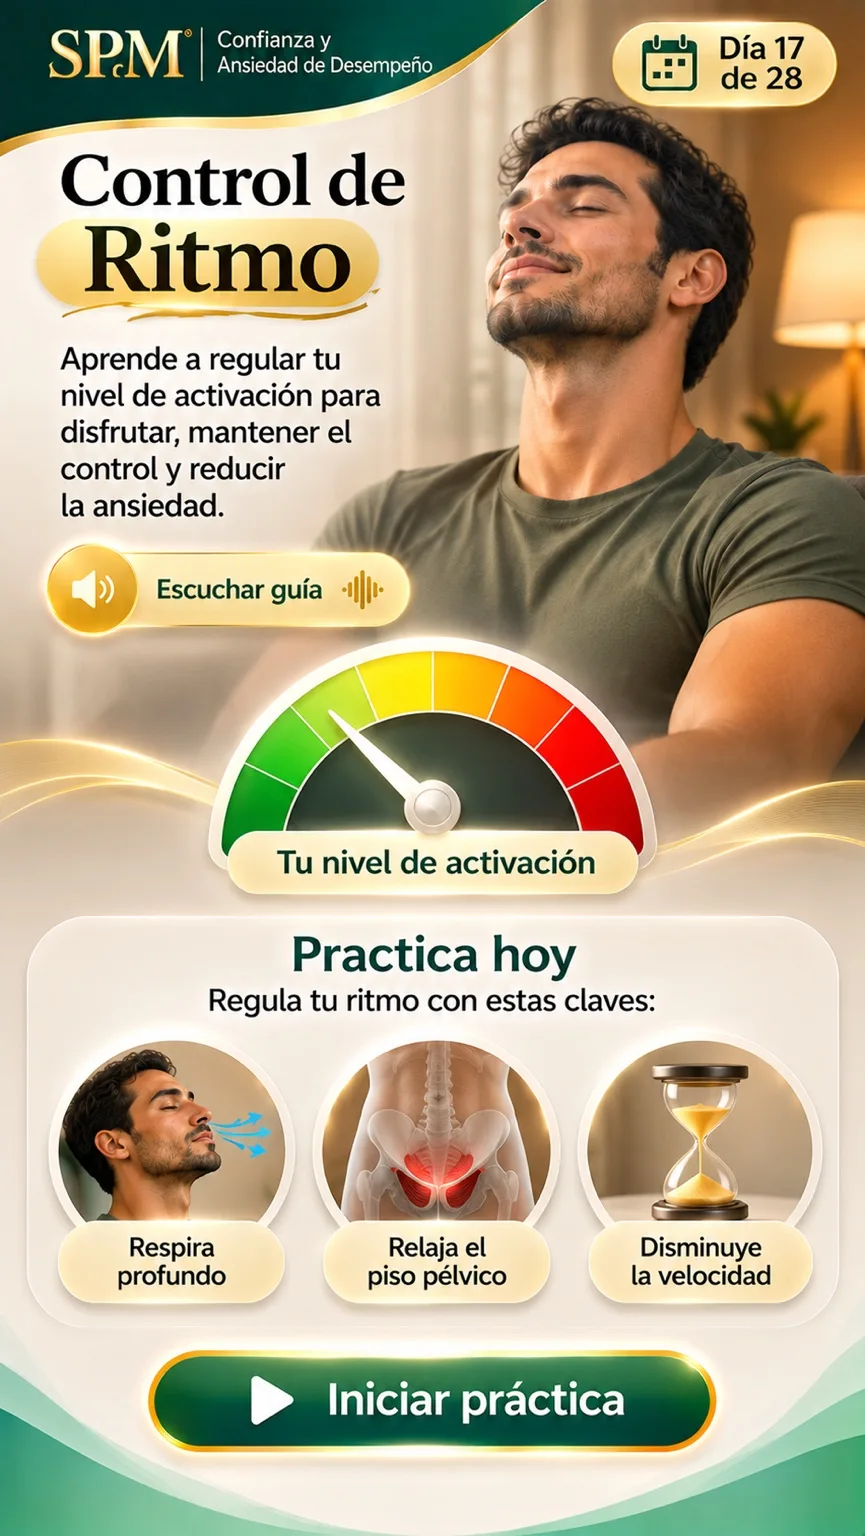 SPcM®
Confianza y
Ansiedad de Desempeño
Día 17
de 28
Control de
Ritmo
Aprende a regular tu
nivel de activación para
disfrutar, mantener el
control y reducir
la ansiedad.
Escuchar guía
Tu nivel de activación
Practica hoy
Regula tu ritmo con estas claves:
Respira
profundo
Relaja el
piso pélvico
Disminuye
la velocidad
Iniciar práctica